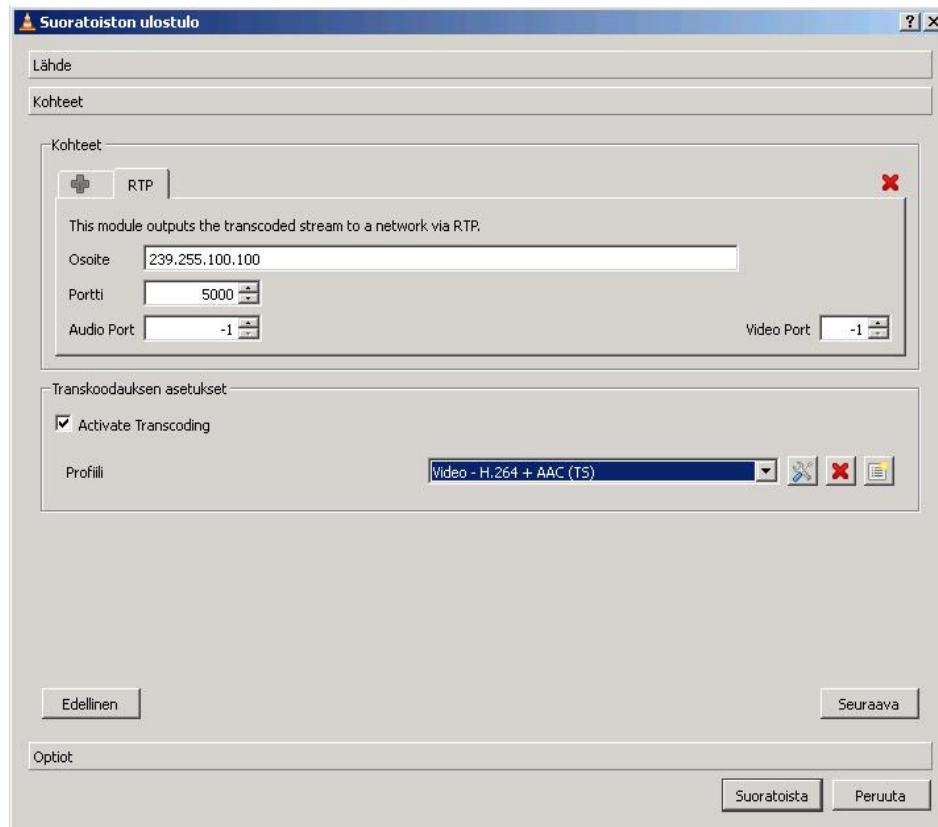 Suoratoiston ulostulo
Lähde
Kohteet
Kohteet
RTP
This module outputs the transcoded stream to a network via RTP.
Osoite 239.255.100.100
Portti 5000
Audio Port -1 Video Port -1
Transkoodauksen asetukset
Activate Transcoding
Profiili Video - H.264 + AAC (TS)
Edellinen Seuraava
Optiot
Suoratoista Peruuta